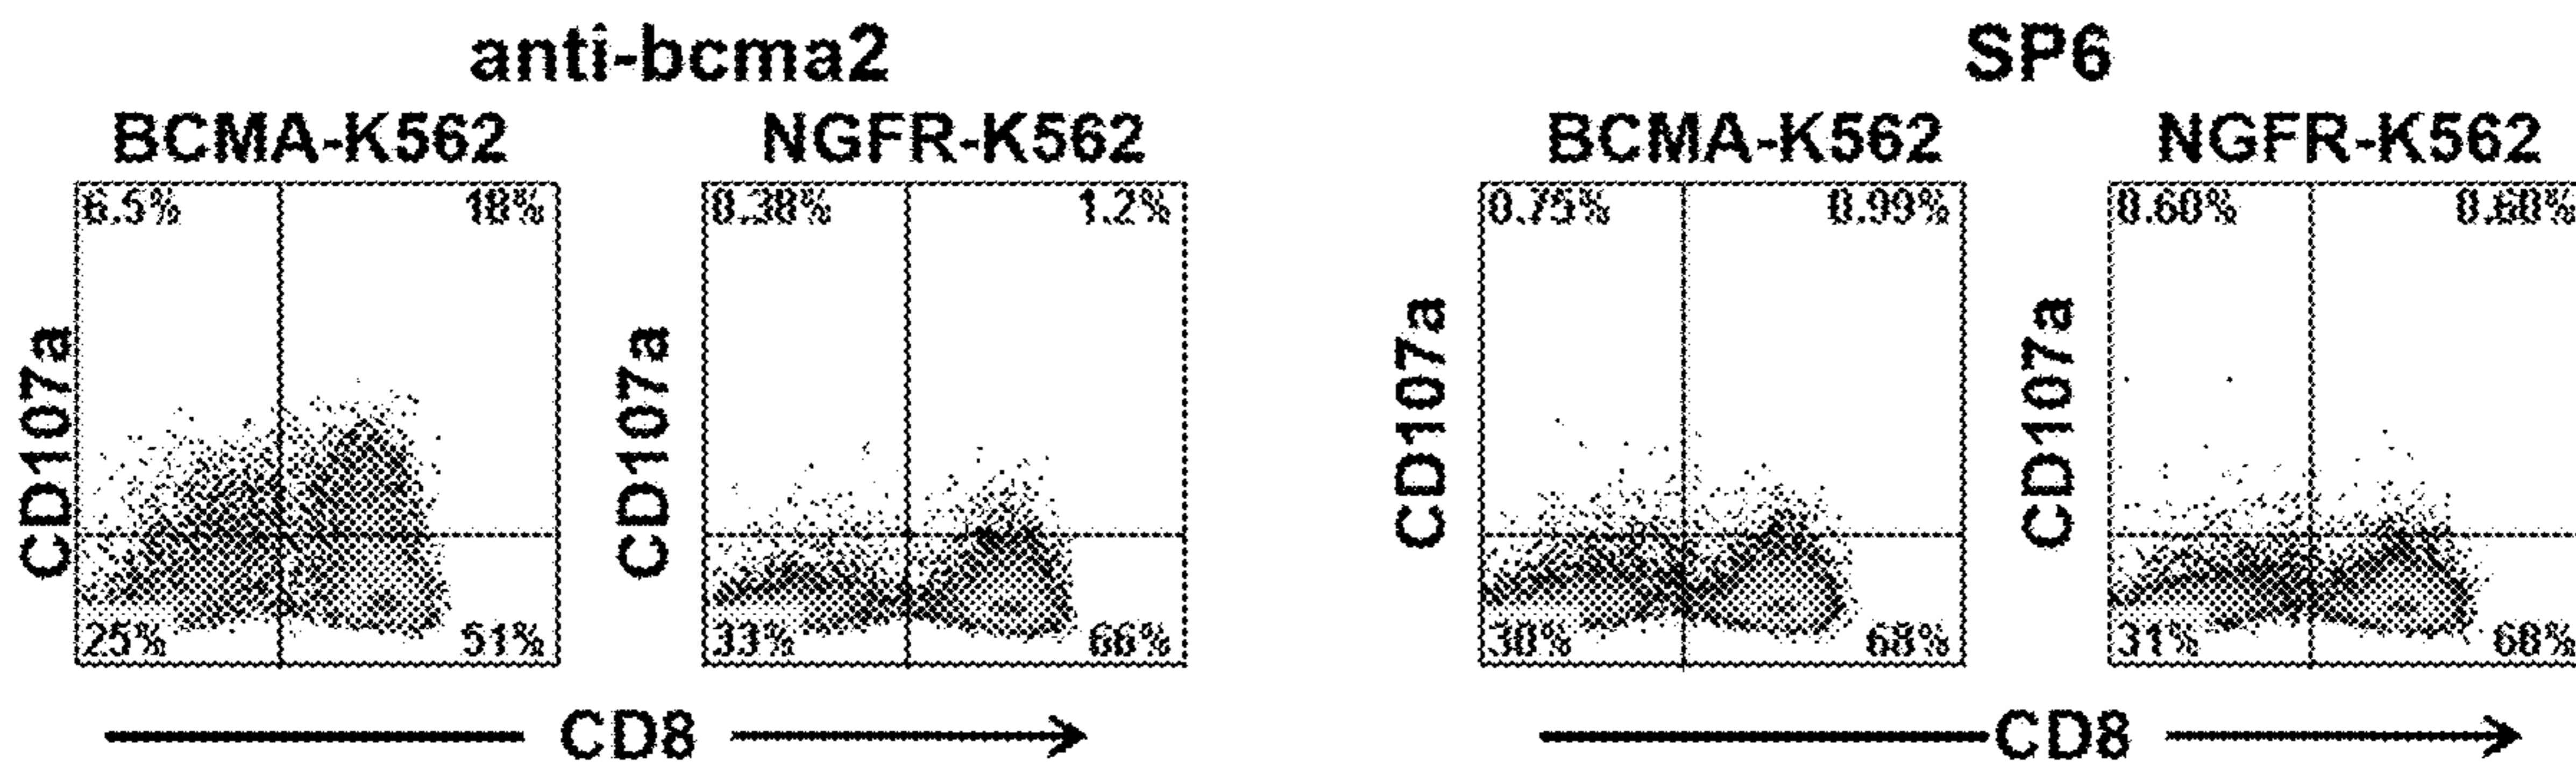 anti-bcma2 SP6
BCMA-K562 NGFR-K562 BCMA-K562 NGFR-K562
6.5% 18% 0.38% 1.2% 0.75% 0.99% 0.60% 0.60%
CD107a CD107a CD107a CD107a
25% 51% 33% 66% 30% 68% 31% 68%
CD8 CD8